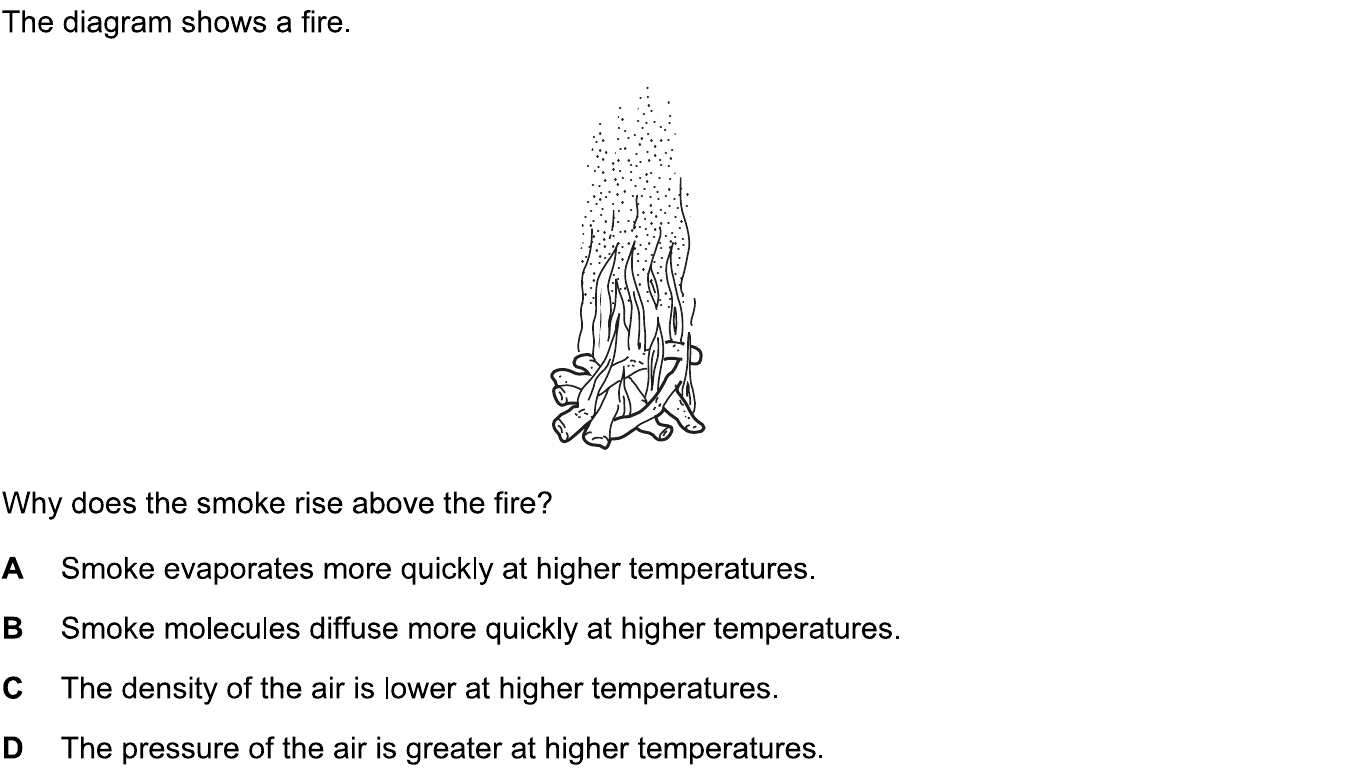 The diagram shows a fire.
Why does the smoke rise above the fire?
A Smoke evaporates more quickly at higher temperatures.
B Smoke molecules diffuse more quickly at higher temperatures.
C The density of the air is lower at higher temperatures.
D The pressure of the air is greater at higher temperatures.